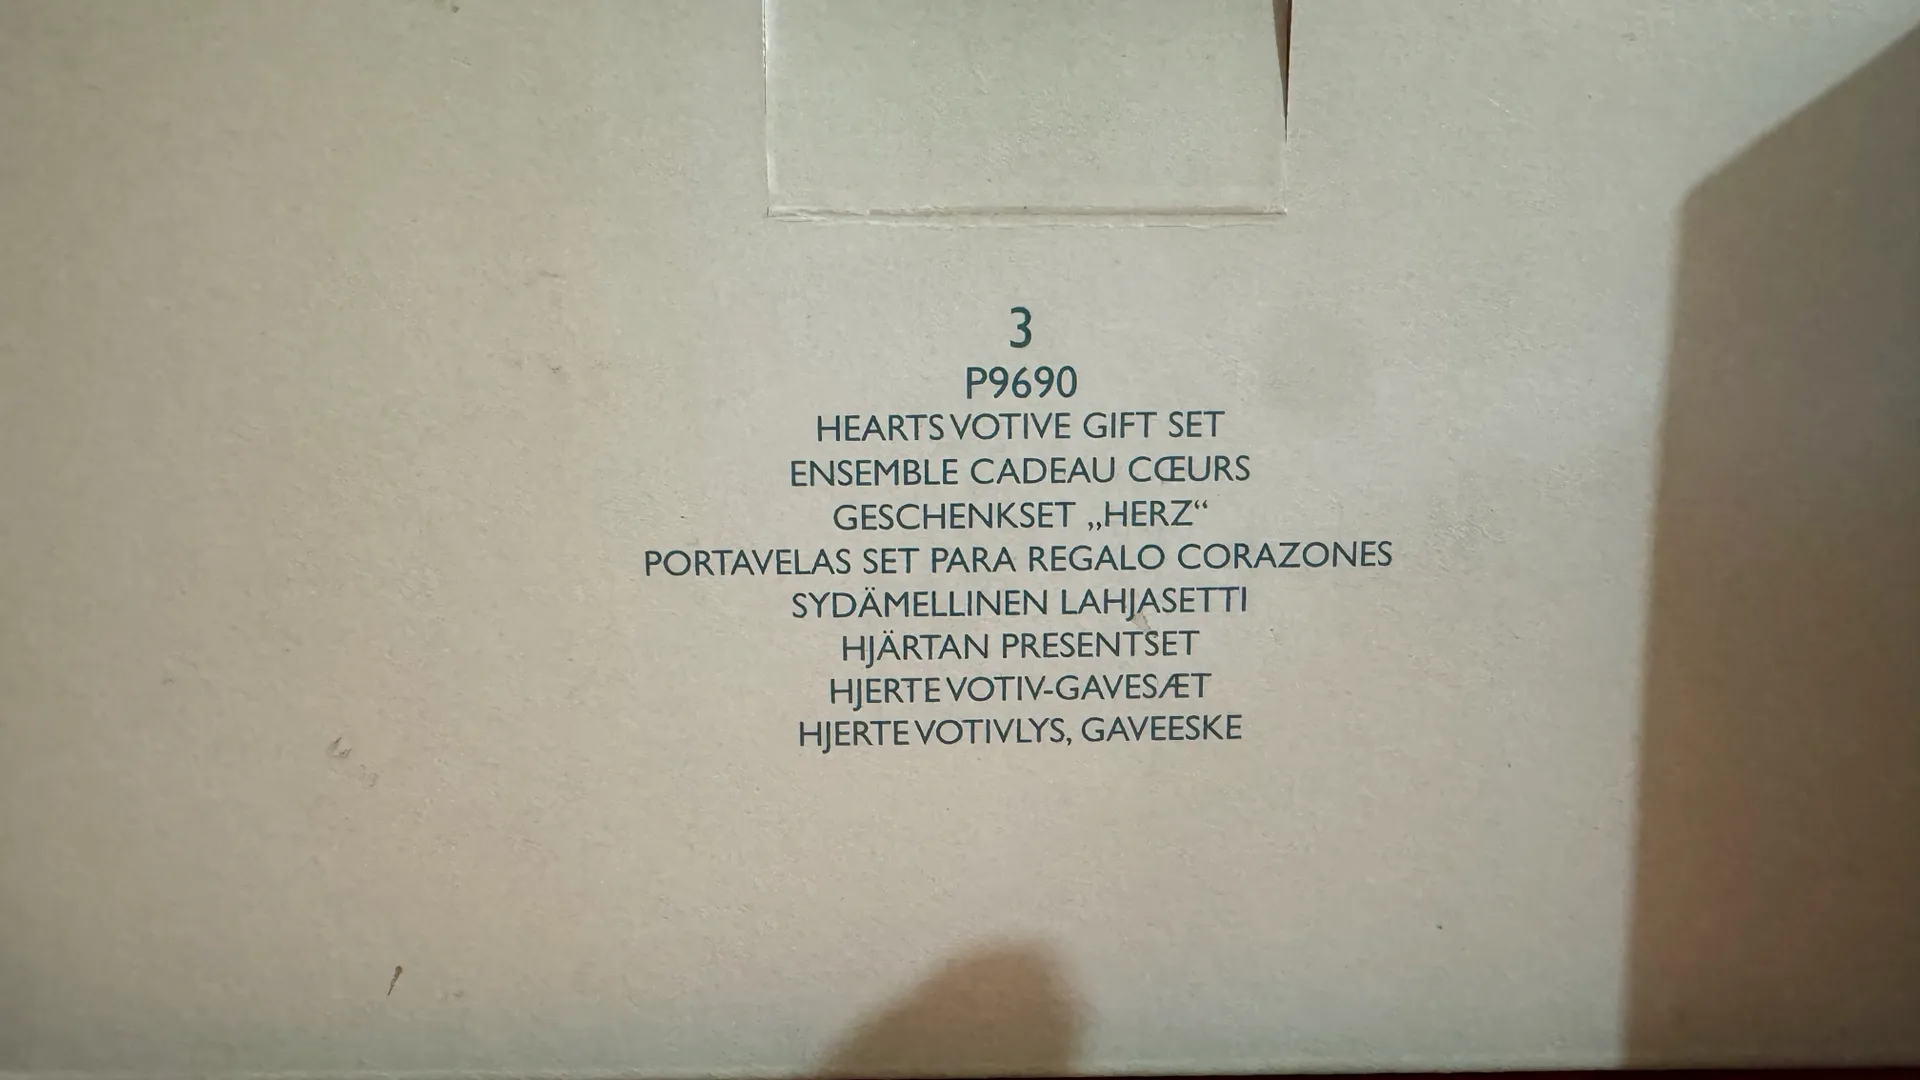 3
P9690
HEARTS VOTIVE GIFT SET
ENSEMBLE CADEAU CŒURS
GESCHENKSET „HERZ“
PORTAVELAS SET PARA REGALO CORAZONES
SYDÄMELLINEN LAHJASETTI
HJÄRTAN PRESENTSET
HJERTE VOTIV-GAVESÆT
HJERTE VOTIVLYS, GAVEESKE